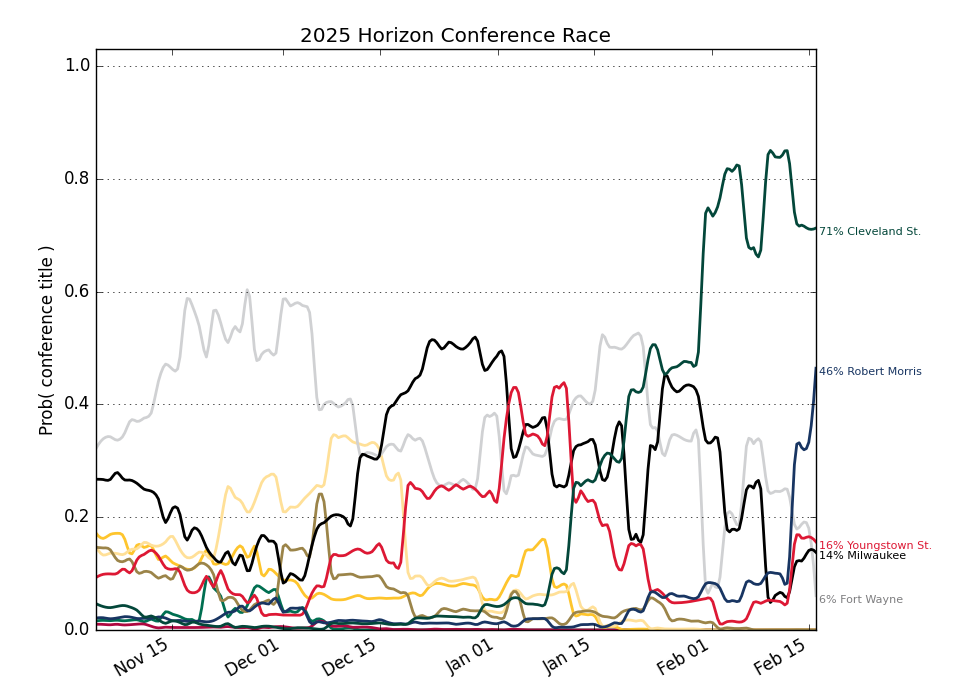 2025 Horizon Conference Race
Prob( conference title )
1.0
0.8
0.6
0.4
0.2
0.0
71% Cleveland St.
46% Robert Morris
16% Youngstown St.
14% Milwaukee
6% Fort Wayne
Nov 15
Dec 01
Dec 15
Jan 01
Jan 15
Feb 01
Feb 15